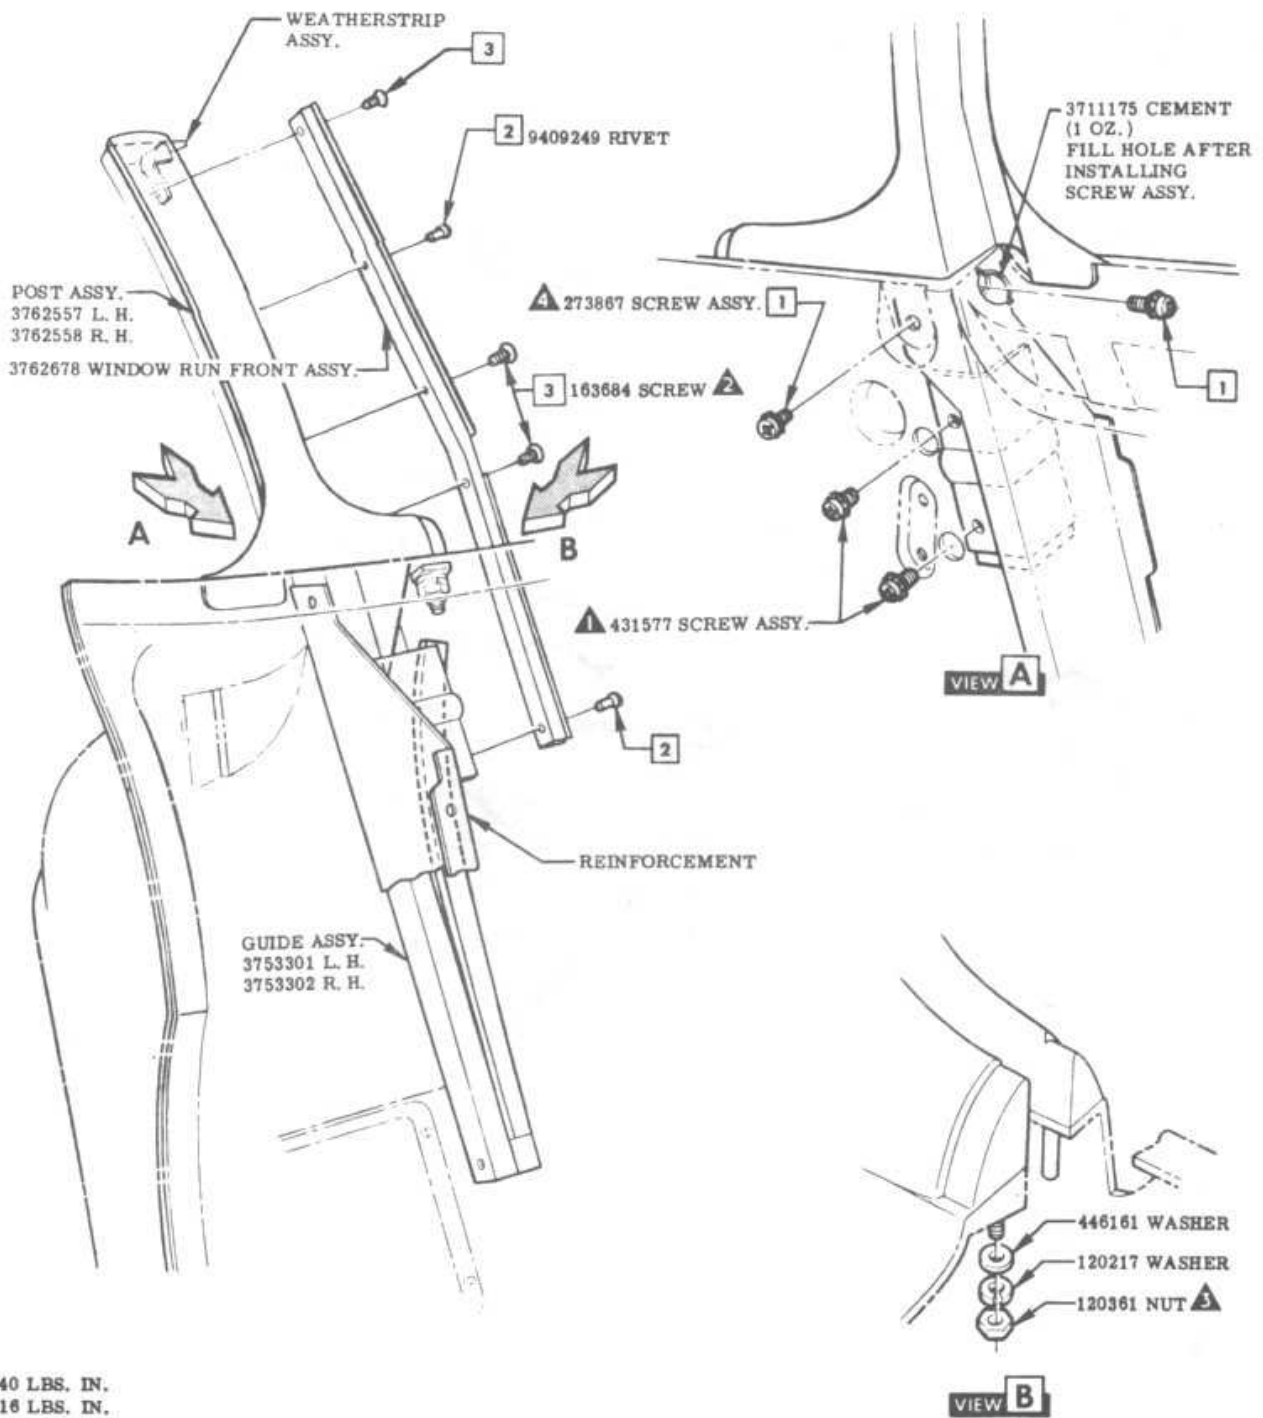 WEATHERSTRIP
ASSY.
3
2 9409249 RIVET
POST ASSY.
3762557 L. H.
3762558 R. H.
3762678 WINDOW RUN FRONT ASSY.
3 163684 SCREW 2
A
B
2
REINFORCEMENT
GUIDE ASSY.
3753301 L. H.
3753302 R. H.
3711175 CEMENT
(1 OZ.)
FILL HOLE AFTER
INSTALLING
SCREW ASSY.
4 273867 SCREW ASSY. 1
1
1 431577 SCREW ASSY.
VIEW A
446161 WASHER
120217 WASHER
120361 NUT 3
VIEW B
40 LBS. IN.
16 LBS. IN.